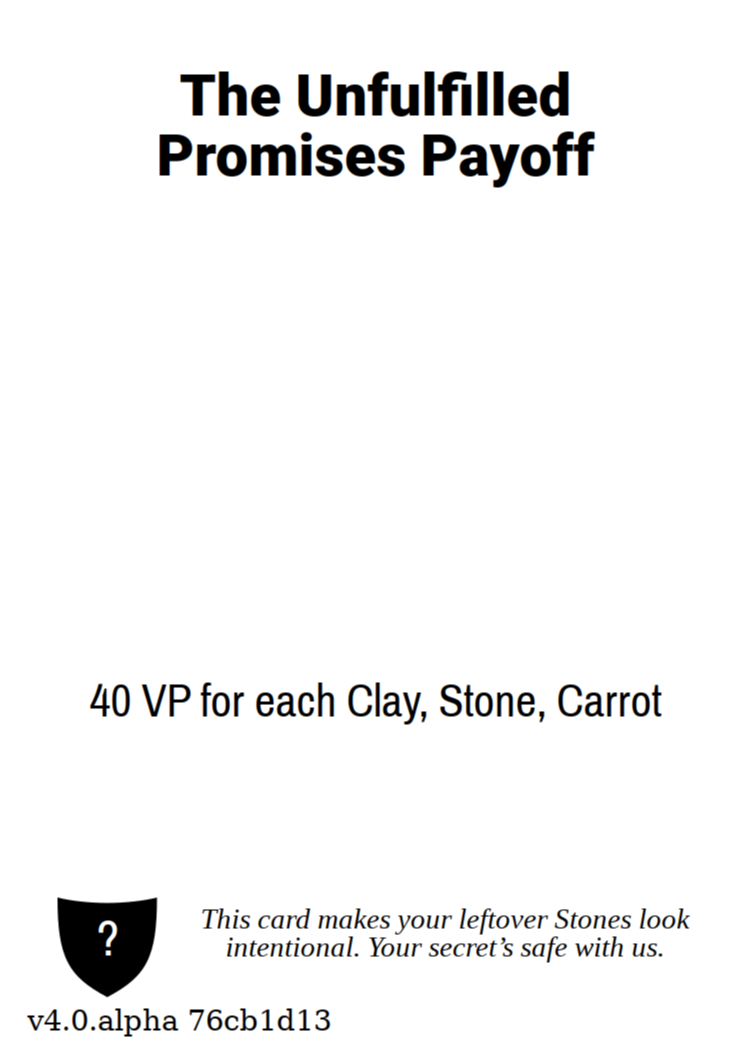 The Unfulfilled
Promises Payoff
40 VP for each Clay, Stone, Carrot
?
This card makes your leftover Stones look
intentional. Your secret’s safe with us.
v4.0.alpha 76cb1d13